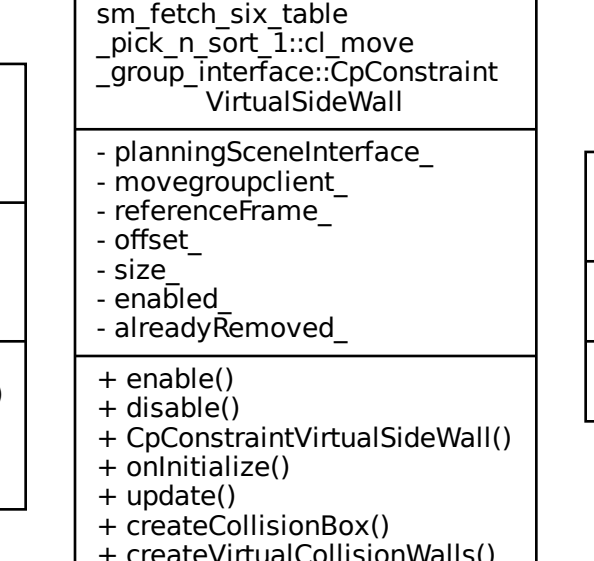 sm_fetch_six_table
_pick_n_sort_1::cl_move
_group_interface::CpConstraint
VirtualSideWall
- planningSceneInterface_
- movegroupclient_
- referenceFrame_
- offset_
- size_
- enabled_
- alreadyRemoved_
+ enable()
+ disable()
+ CpConstraintVirtualSideWall()
+ onInitialize()
+ update()
+ createCollisionBox()
+ createVirtualCollisionWalls()
)